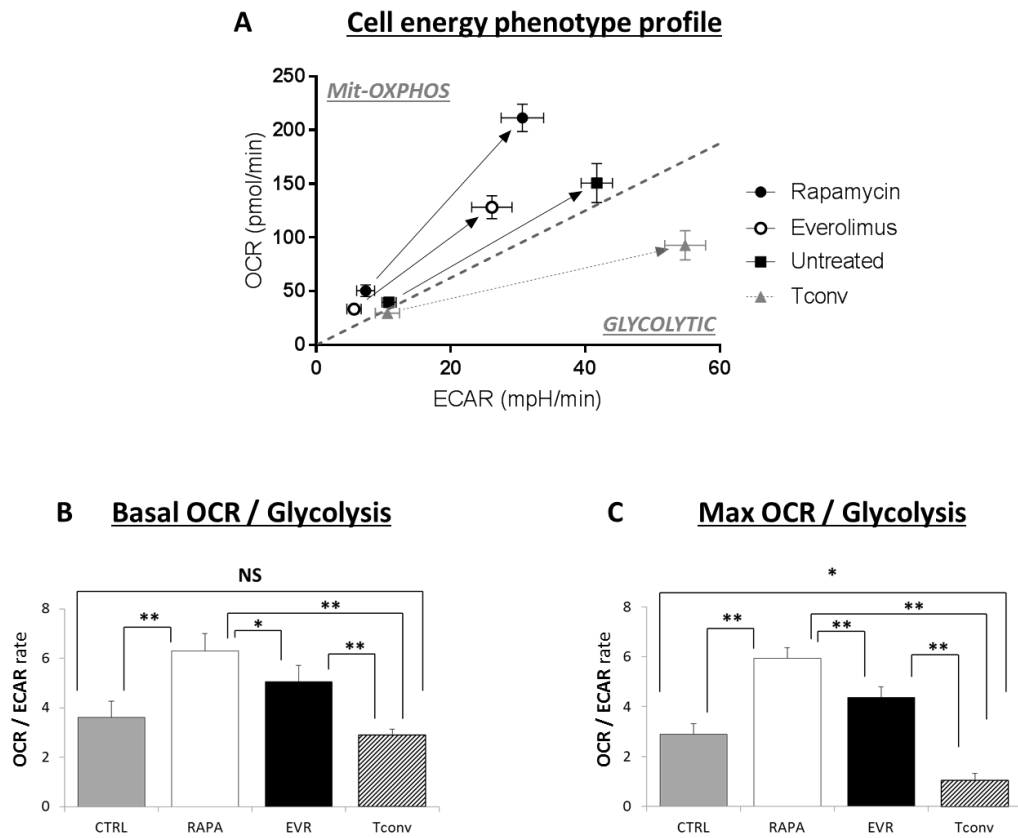 A Cell energy phenotype profile
250
200
150
100
50
0
OCR (pmol/min)
Mit-OXPHOS
GLYCOLYTIC
0 20 40 60
ECAR (mpH/min)
Rapamycin
Everolimus
Untreated
Tconv
B Basal OCR / Glycolysis
NS
** ** * **
8
6
4
2
0
OCR / ECAR rate
CTRL RAPA EVR Tconv
C Max OCR / Glycolysis
*
** ** ** **
8
6
4
2
0
OCR / ECAR rate
CTRL RAPA EVR Tconv